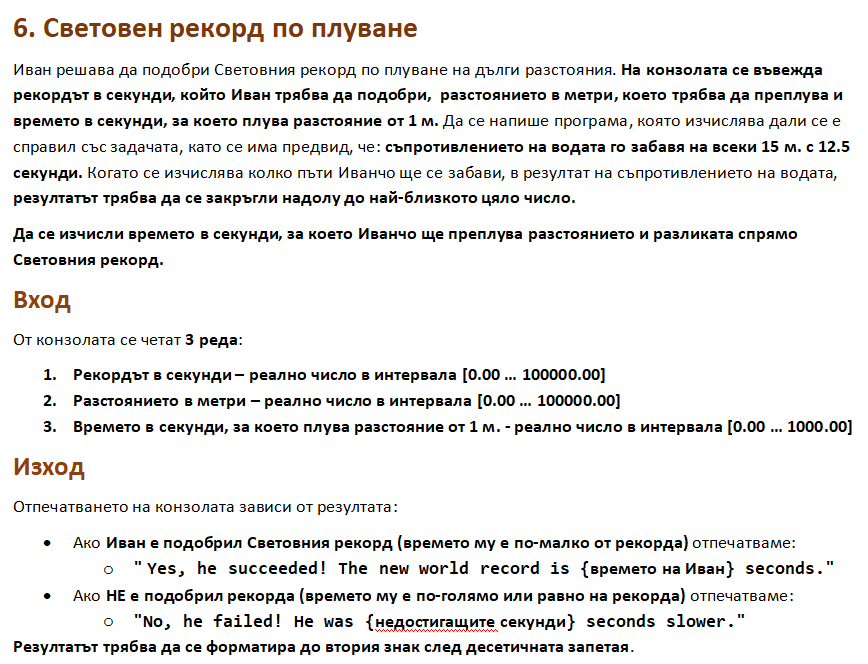 6. Световен рекорд по плуване
Иван решава да подобри Световния рекорд по плуване на дълги разстояния. На конзолата се въвежда
рекордът в секунди, който Иван трябва да подобри, разстоянието в метри, което трябва да преплува и
времето в секунди, за което плува разстояние от 1 м. Да се напише програма, която изчислява дали се е
справил със задачата, като се има предвид, че: съпротивлението на водата го забавя на всеки 15 м. с 12.5
секунди. Когато се изчислява колко пъти Иванчо ще се забави, в резултат на съпротивлението на водата,
резултатът трябва да се закръгли надолу до най-близкото цяло число.
Да се изчисли времето в секунди, за което Иванчо ще преплува разстоянието и разликата спрямо
Световния рекорд.
Вход
От конзолата се четат 3 реда:
1. Рекордът в секунди – реално число в интервала [0.00 … 100000.00]
2. Разстоянието в метри – реално число в интервала [0.00 … 100000.00]
3. Времето в секунди, за което плува разстояние от 1 м. - реално число в интервала [0.00 … 1000.00]
Изход
Отпечатването на конзолата зависи от резултата:
• Ако Иван е подобрил Световния рекорд (времето му е по-малко от рекорда) отпечатваме:
o " Yes, he succeeded! The new world record is {времето на Иван} seconds."
• Ако НЕ е подобрил рекорда (времето му е по-голямо или равно на рекорда) отпечатваме:
o "No, he failed! He was {недостигащите секунди} seconds slower."
Резултатът трябва да се форматира до втория знак след десетичната запетая.